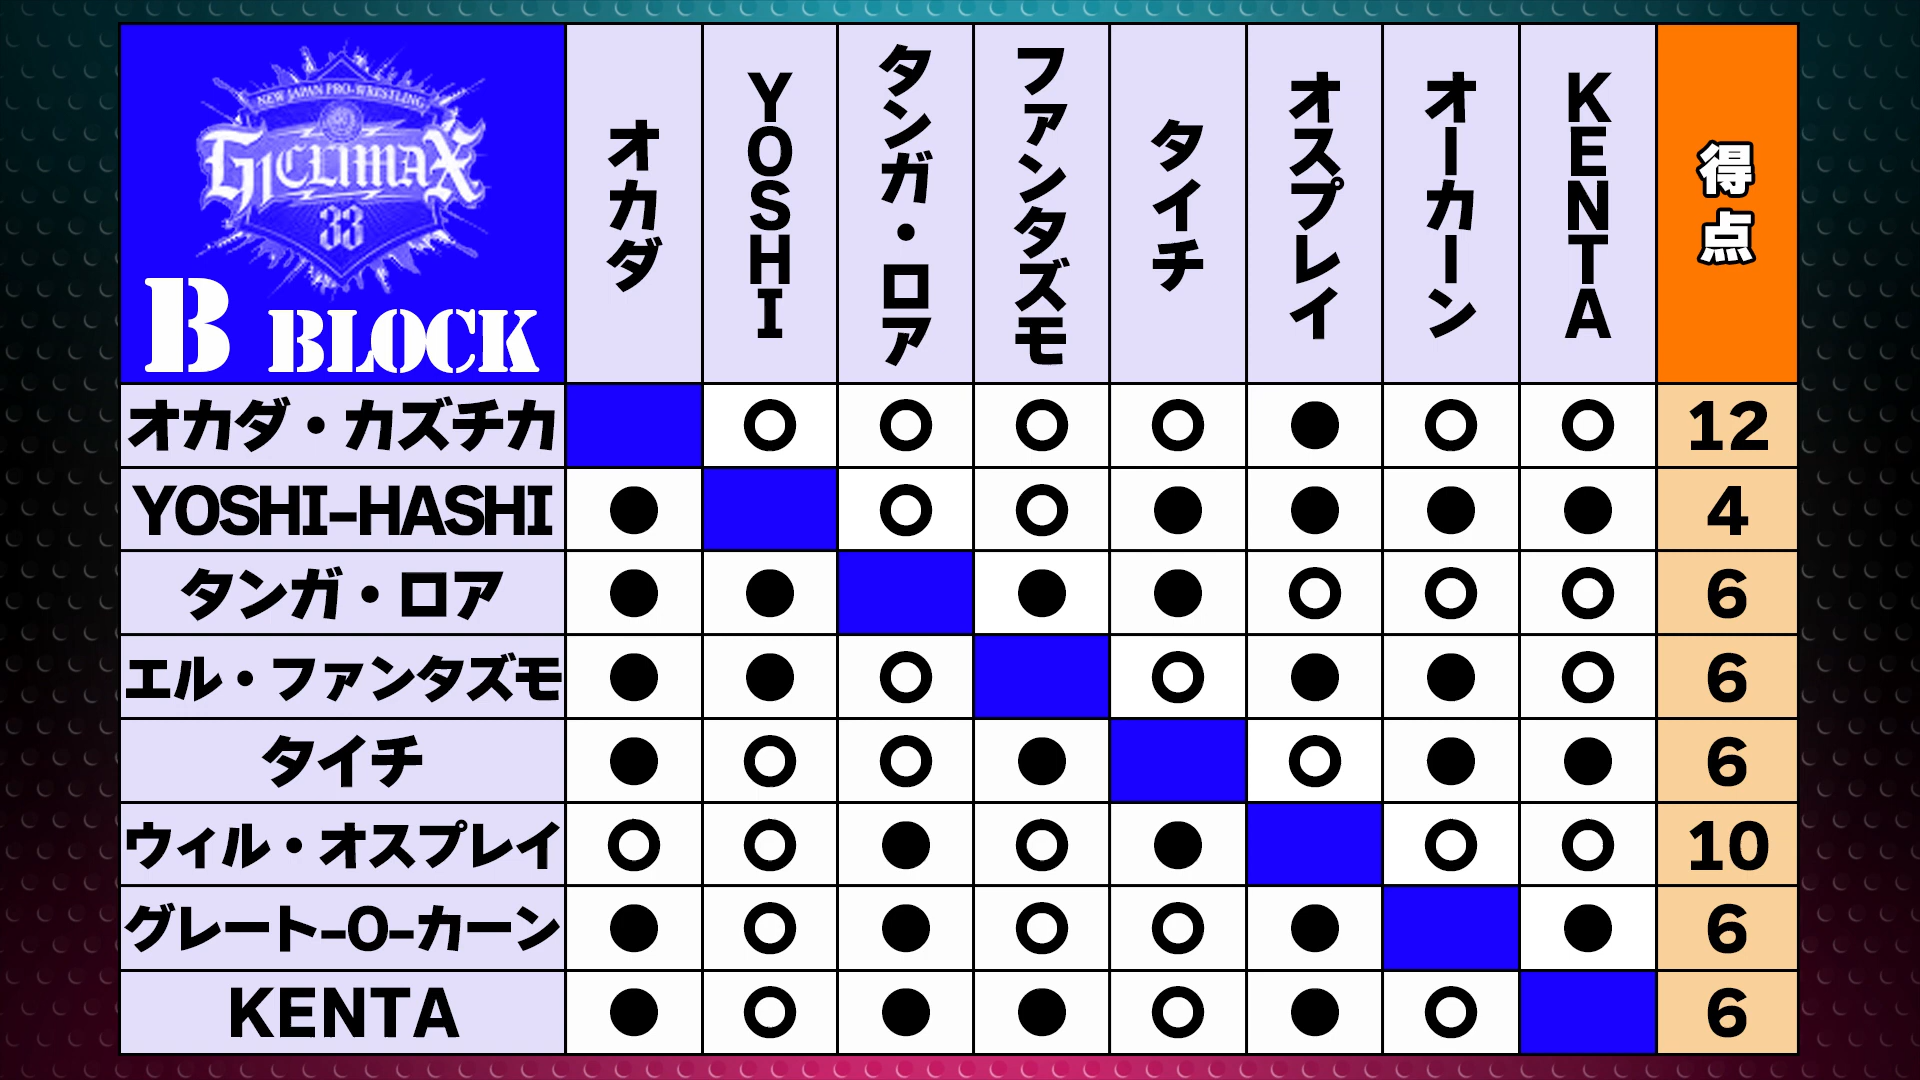 NEW JAPAN PRO-WRESTLING
G1 CLIMAX
33
B BLOCK
オカダ
YOSHI
タンガ・ロア
ファンタズモ
タイチ
オスプレイ
オーカーン
KENTA
得点
オカダ・カズチカ ○ ○ ○ ○ ● ○ ○ 12
YOSHI-HASHI ● ○ ○ ● ● ● ● 4
タンガ・ロア ● ● ● ● ○ ○ ○ 6
エル・ファンタズモ ● ● ○ ○ ● ● ○ 6
タイチ ● ○ ○ ● ○ ● ● 6
ウィル・オスプレイ ○ ○ ● ○ ● ○ ○ 10
グレート-O-カーン ● ○ ● ○ ○ ● ● 6
KENTA ● ○ ● ● ○ ● ○ 6